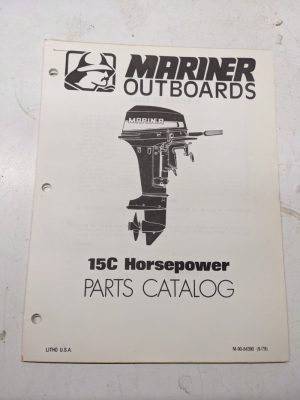 MARINER
OUTBOARDS
MARINER
15C Horsepower
PARTS CATALOG
LITHO U.S.A.